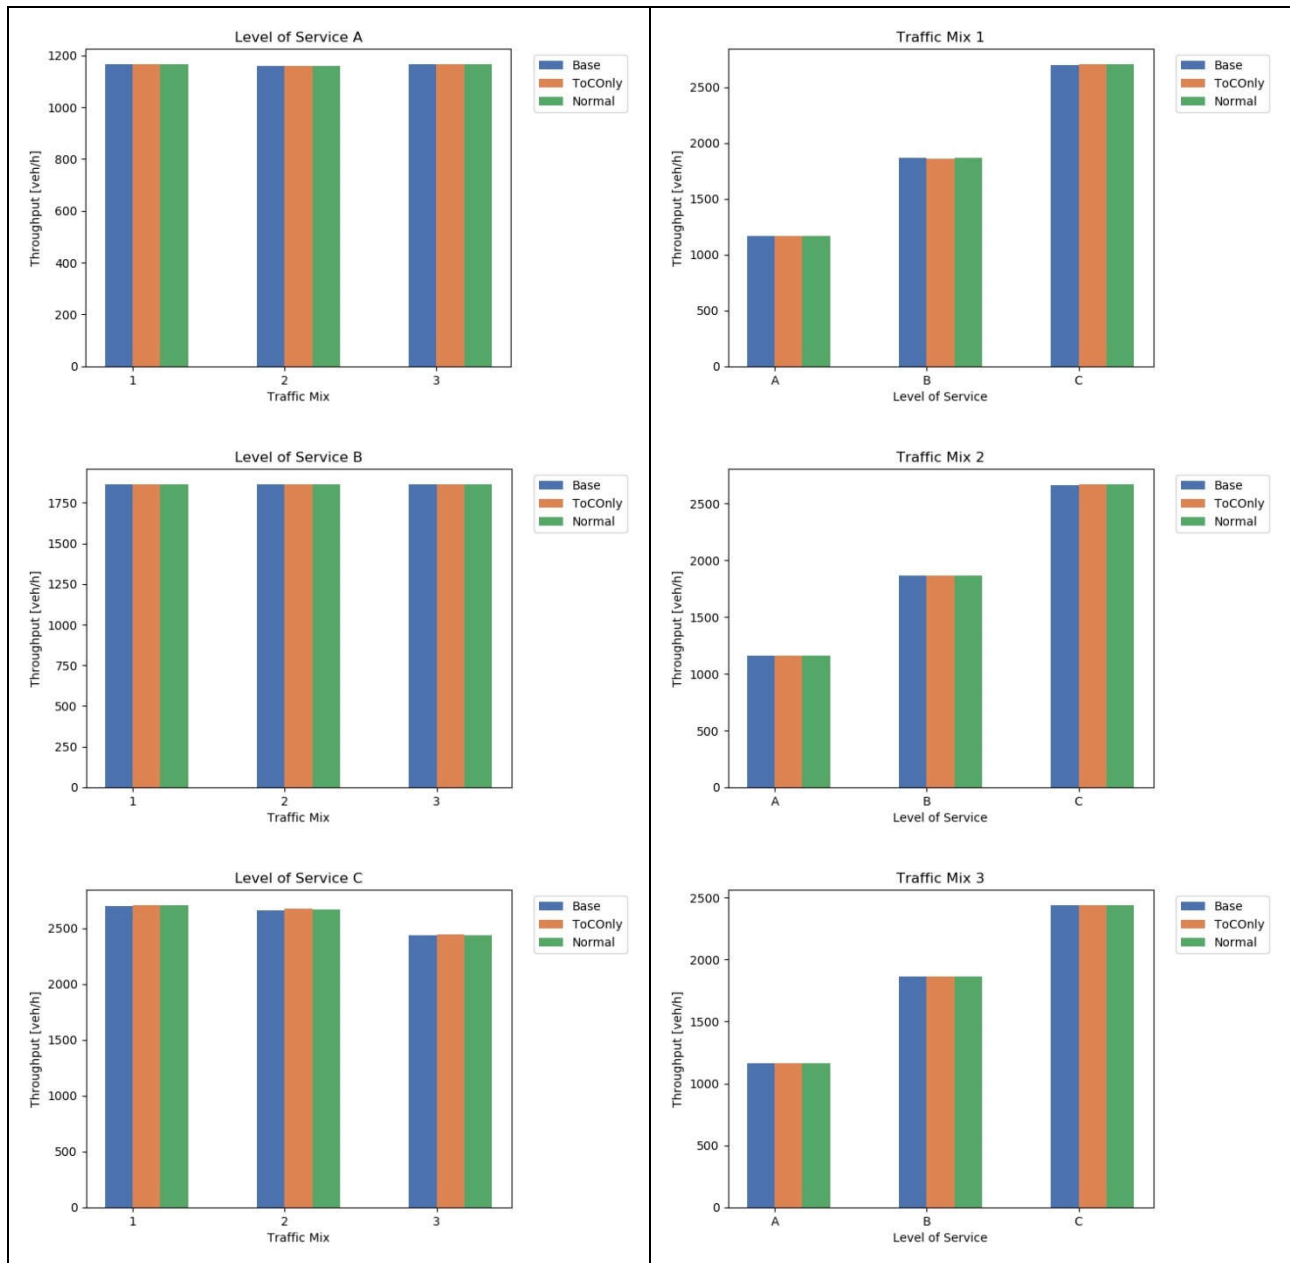 Level of Service A
1200
1000
800
600
400
200
0
Throughput [veh/h]
1 2 3
Traffic Mix
Base
ToCOnly
Normal
Traffic Mix 1
2500
2000
1500
1000
500
0
Throughput [veh/h]
A B C
Level of Service
Base
ToCOnly
Normal
Level of Service B
1750
1500
1250
1000
750
500
250
0
Throughput [veh/h]
1 2 3
Traffic Mix
Base
ToCOnly
Normal
Traffic Mix 2
2500
2000
1500
1000
500
0
Throughput [veh/h]
A B C
Level of Service
Base
ToCOnly
Normal
Level of Service C
2500
2000
1500
1000
500
0
Throughput [veh/h]
1 2 3
Traffic Mix
Base
ToCOnly
Normal
Traffic Mix 3
2500
2000
1500
1000
500
0
Throughput [veh/h]
A B C
Level of Service
Base
ToCOnly
Normal